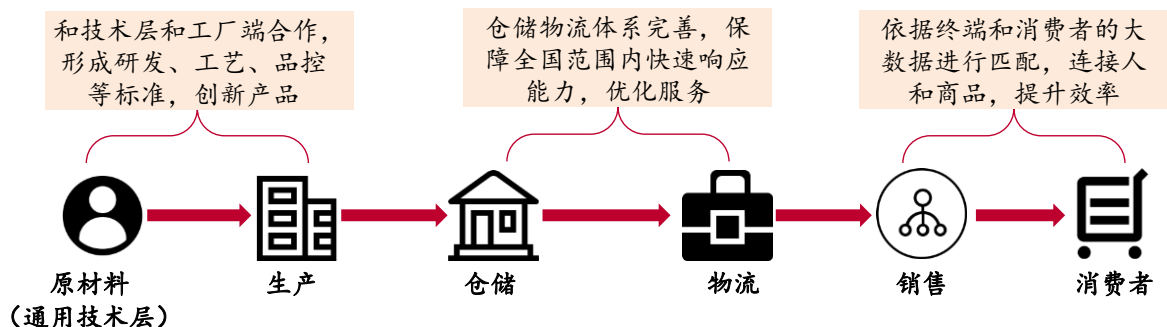 和技术层和工厂端合作，
形成研发、工艺、品控
等标准，创新产品
仓储物流体系完善，保
障全国范围内快速响应
能力，优化服务
依据终端和消费者的大
数据进行匹配，连接人
和商品，提升效率
原材料
（通用技术层）
生产
仓储
物流
销售
消费者